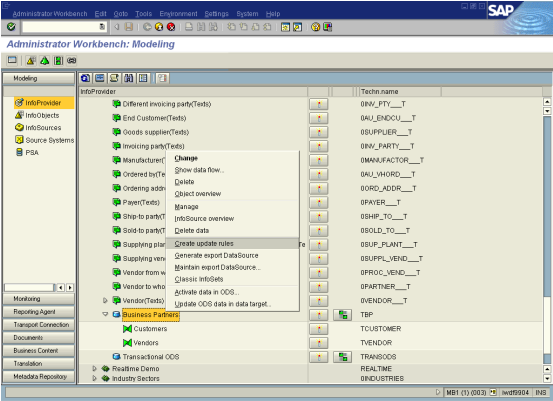 Administrator Workbench Edit Goto Tools Environment Settings System Help
SAP
Administrator Workbench: Modeling
Modeling
InfoProvider
InfoObjects
InfoSources
Source Systems
PSA
Monitoring
Reporting Agent
Transport Connection
Documents
Business Content
Translation
Metadata Repository
InfoProvider Techn.name
Different invoicing party(Texts) 0INV_PTY___T
End Customer(Texts) 0AU_ENDCU__T
Goods supplier(Texts) 0SUPPLIER__T
Invoicing party(Texts) 0INV_PARTY__T
Manufacturer( 0MANUFACTOR__T
Ordered by(Te 0AU_VHORD__T
Ordering addr 0ORD_ADDR__T
Payer(Texts) 0PAYER___T
Ship-to party(T 0SHIP_TO__T
Sold-to party(T 0SOLD_TO__T
Supplying plan Te 0SUP_PLANT__T
Supplying ven 0SUPPL_VEND__T
Vendor from w 0PROC_VEND__T
Vendor to who 0PARTNER__T
Vendor(Texts) 0VENDOR___T
Change
Show data flow...
Delete
Object overview
Manage
InfoSource overview
Delete data
Create update rules
Generate export DataSource
Maintain export DataSource...
Classic InfoSets
Activate data in ODS...
Update ODS data in data target...
Business Partners TBP
Customers TCUSTOMER
Vendors TVENDOR
Transactional ODS TRANSODS
Realtime Demo REALTIME
Industry Sectors 0INDUSTRIES
MB1 (1) (003) iwdf9904 INS